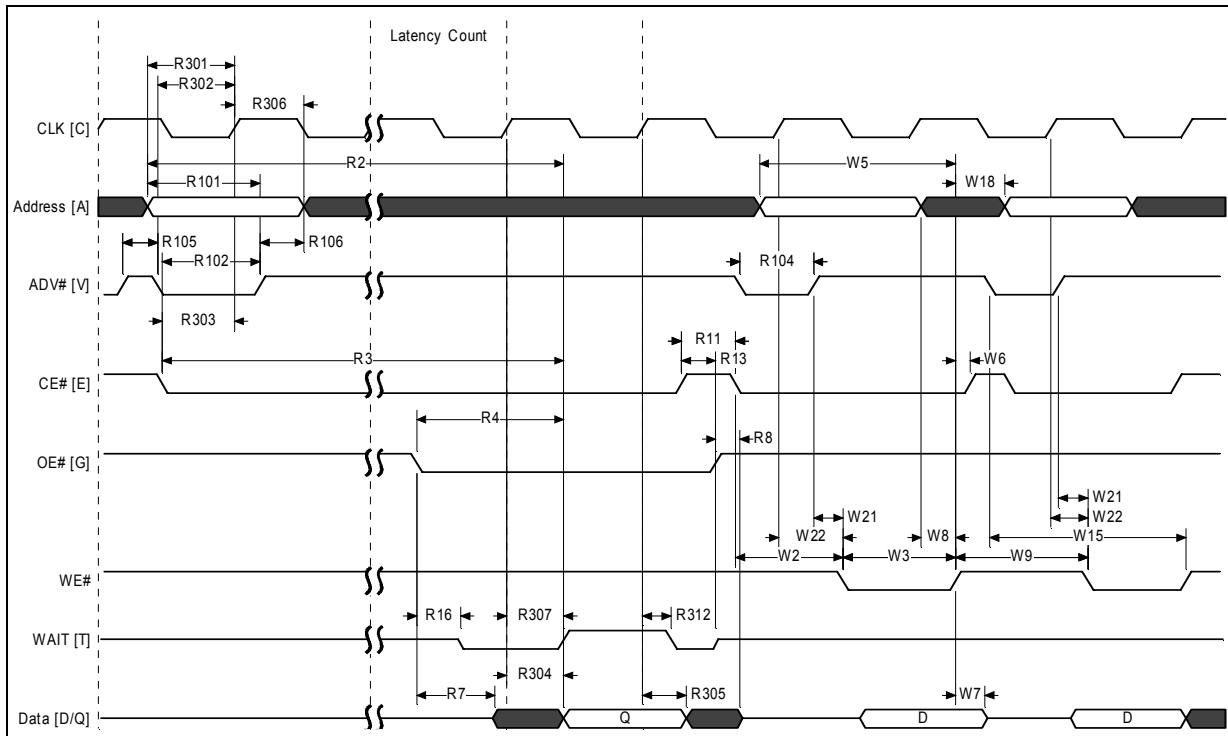 Latency Count
R301
R302
R306
CLK [C]
R2
W5
R101
W18
Address [A]
R105
R106
R102
R104
ADV# [V]
R303
R11
R3
R13
W6
CE# [E]
R4
R8
OE# [G]
W21
W21
W22
W22
W8
W15
W2
W3
W9
WE#
R16
R307
R312
WAIT [T]
R304
R7
R305
W7
Data [D/Q]
Q
D
D